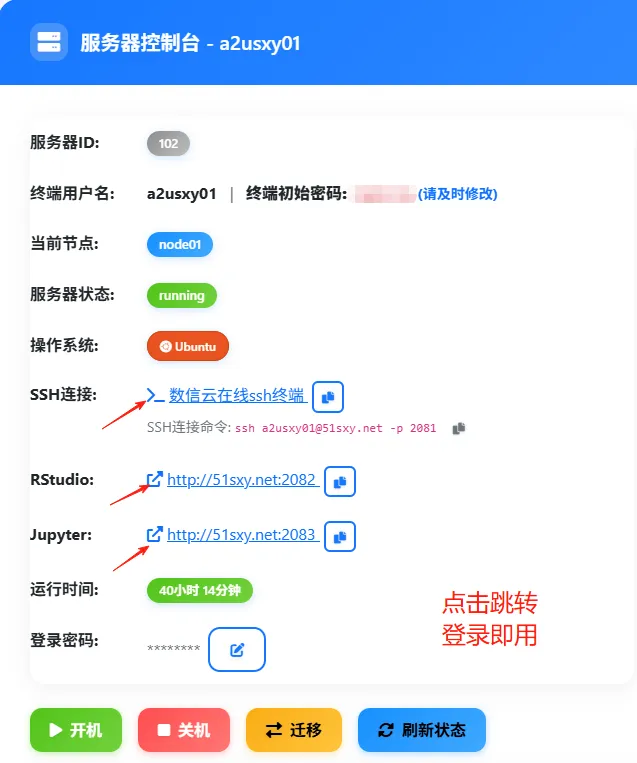 服务器控制台 - a2usxy01
服务器ID: 102
终端用户名: a2usxy01 | 终端初始密码: (请及时修改)
当前节点: node01
服务器状态: running
操作系统: Ubuntu
SSH连接: 数信云在线ssh终端
SSH连接命令: ssh a2usxy01@51sxy.net -p 2081
RStudio: http://51sxy.net:2082
Jupyter: http://51sxy.net:2083
运行时间: 40小时 14分钟
点击跳转
登录即用
登录密码: ********
开机 关机 迁移 刷新状态